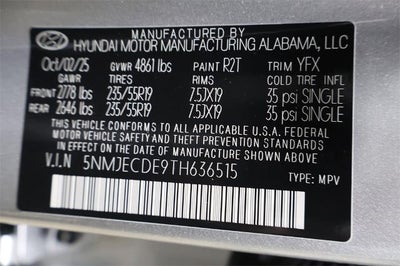 MANUFACTURED BY
HYUNDAI MOTOR MANUFACTURING ALABAMA, LLC
Oct/02/25 GVWR 4861 lbs PAINT R2T TRIM YFX
GAWR TIRES RIMS COLD TIRE INFL
FRONT 2778 lbs 235/55R19 7.5JX19 35 psi SINGLE
REAR 2646 lbs 235/55R19 7.5JX19 35 psi SINGLE
THIS VEHICLE CONFORMS TO ALL APPLICABLE U.S.A. FEDERAL
MOTOR VEHICLE SAFETY AND BUMPER STANDARDS
IN EFFECT ON THE DATE OF MANUFACTURE SHOWN ABOVE.
V.I.N 5NMJECDE9TH636515
TYPE: MPV